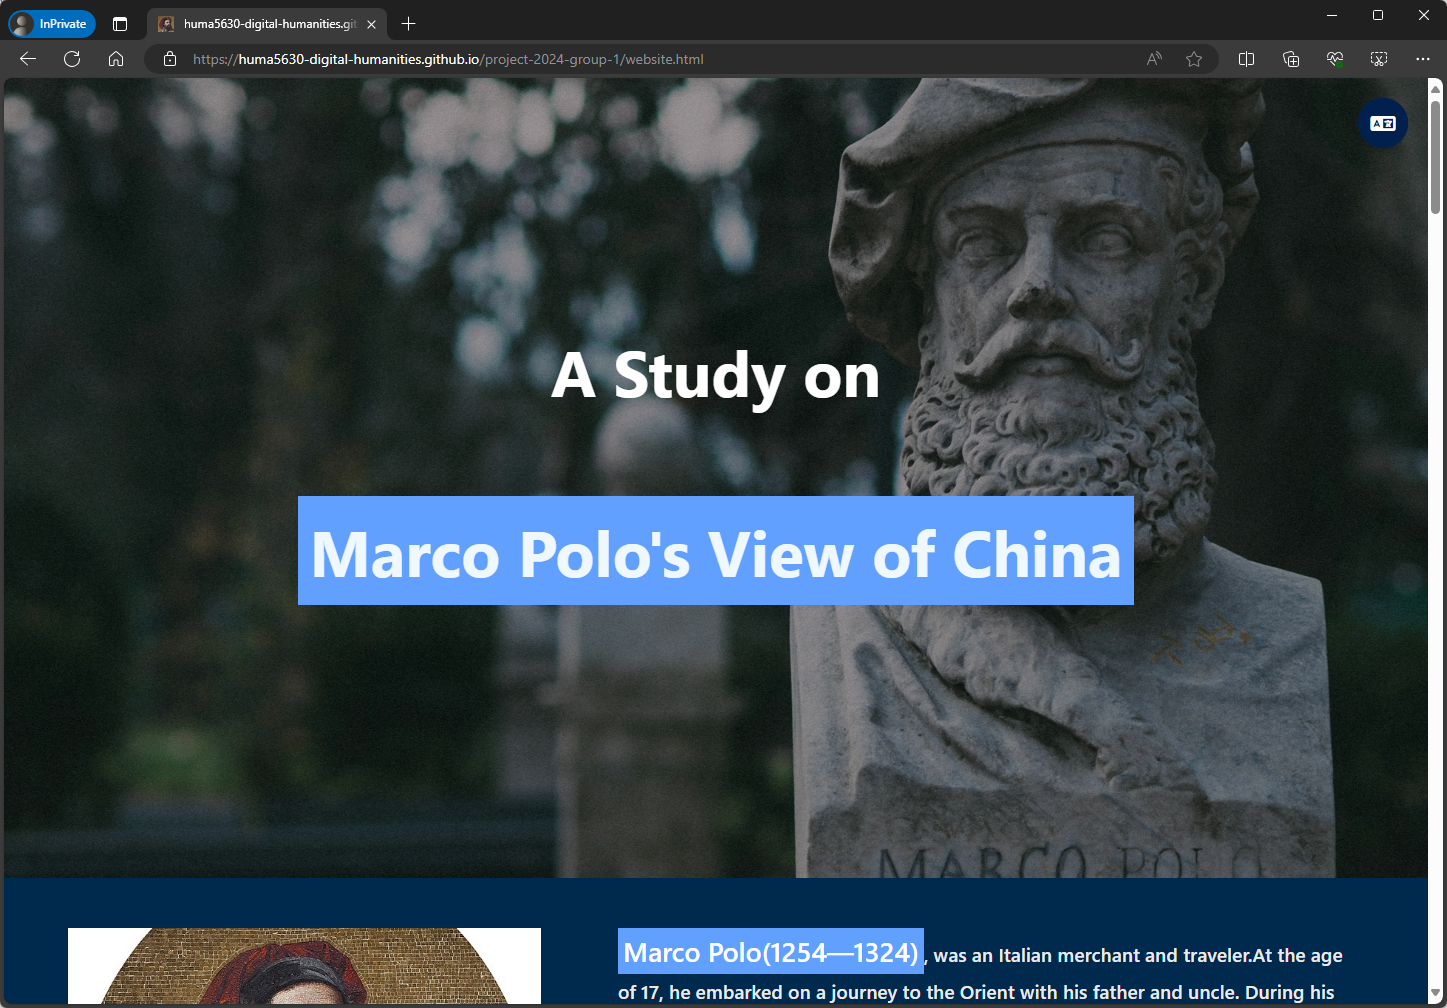 InPrivate
huma5630-digital-humanities.git
https://huma5630-digital-humanities.github.io/project-2024-group-1/website.html
A Study on
Marco Polo's View of China
MARCO POLO
Marco Polo(1254—1324), was an Italian merchant and traveler.At the age
of 17, he embarked on a journey to the Orient with his father and uncle. During his